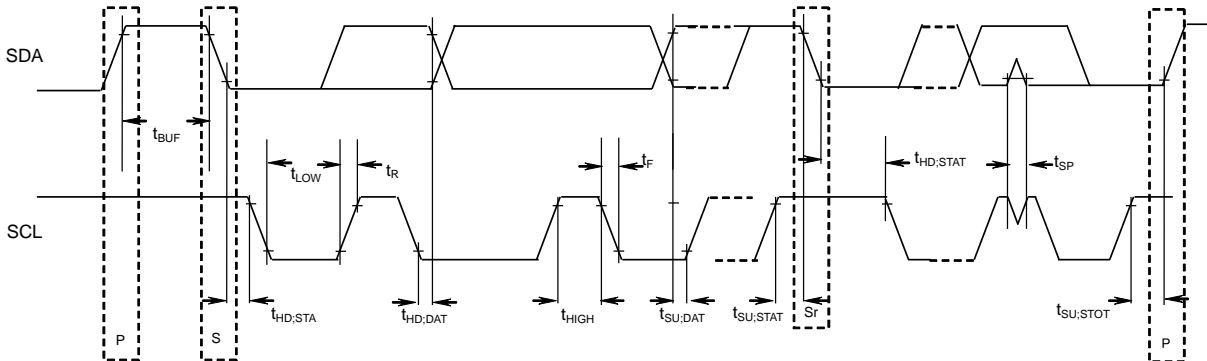 SDA
tBUF
tLOW
tR
tF
tHD;STAT
tSP
SCL
tHD;STA
tHD;DAT
tHIGH
tSU;DAT
tSU;STAT
Sr
tSU;STOT
P
S
P